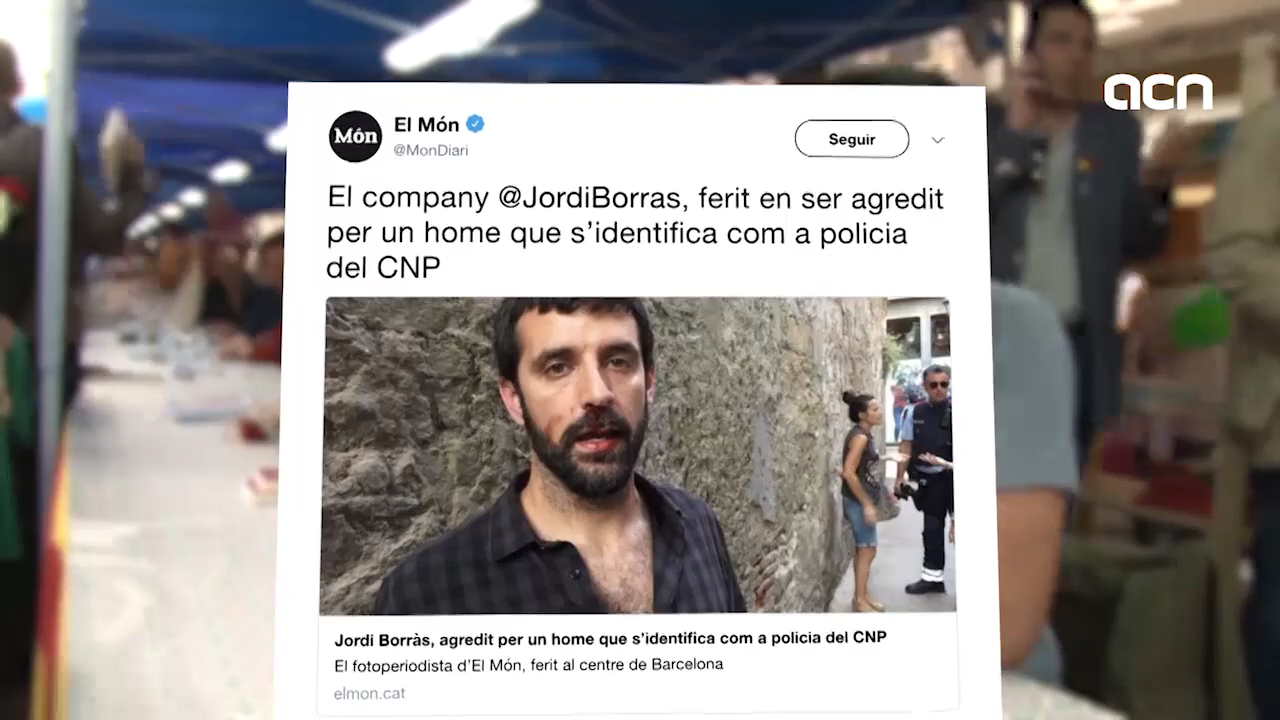 acn
Món
El Món
@MonDiari
Seguir
El company @JordiBorras, ferit en ser agredit
per un home que s’identifica com a policia
del CNP
Jordi Borràs, agredit per un home que s’identifica com a policia del CNP
El fotoperiodista d’El Món, ferit al centre de Barcelona
elmon.cat